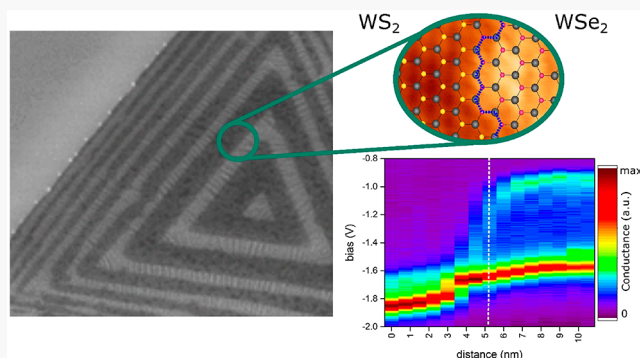 WS2 WSe2
max
Conductance (a.u.)
0
bias (V)
-0.8
-1.0
-1.2
-1.4
-1.6
-1.8
-2.0
0 1 2 3 4 5 6 7 8 9 10
distance (nm)